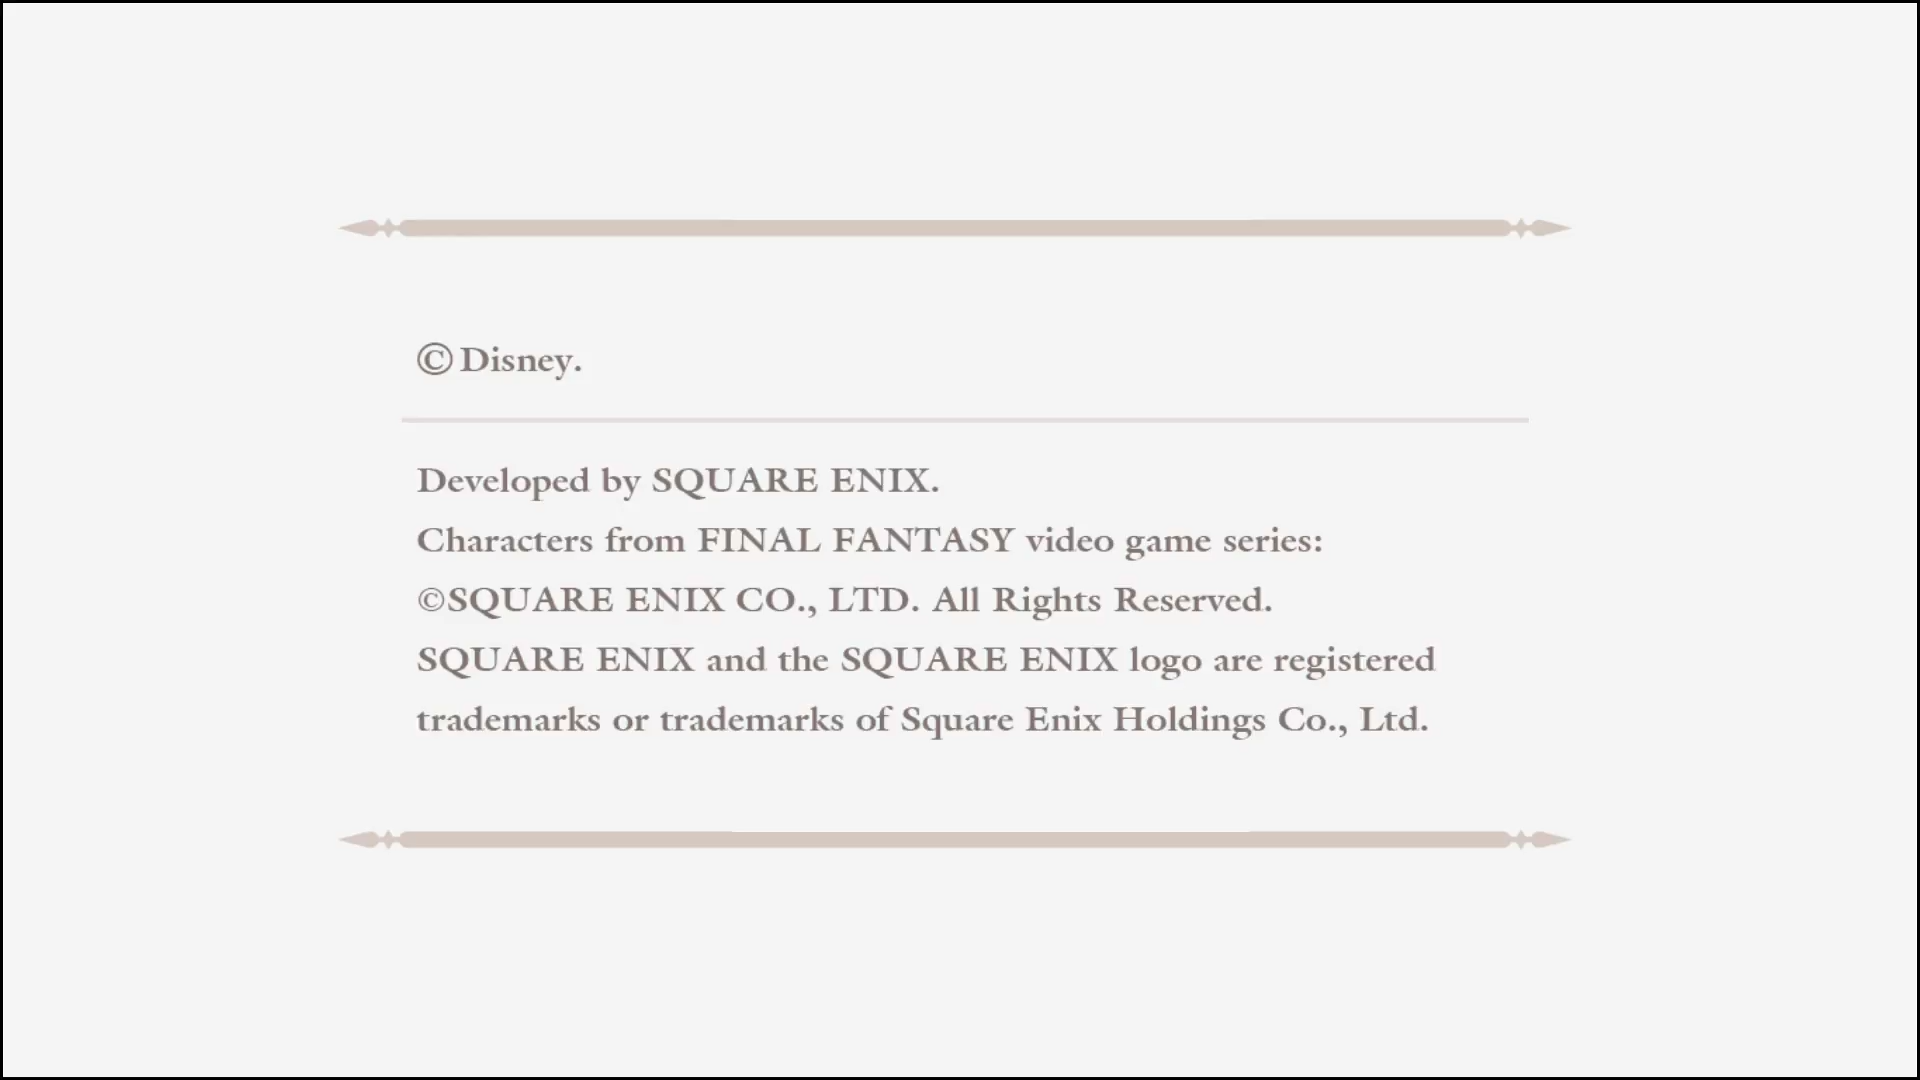 © Disney.
Developed by SQUARE ENIX.
Characters from FINAL FANTASY video game series:
©SQUARE ENIX CO., LTD. All Rights Reserved.
SQUARE ENIX and the SQUARE ENIX logo are registered
trademarks or trademarks of Square Enix Holdings Co., Ltd.